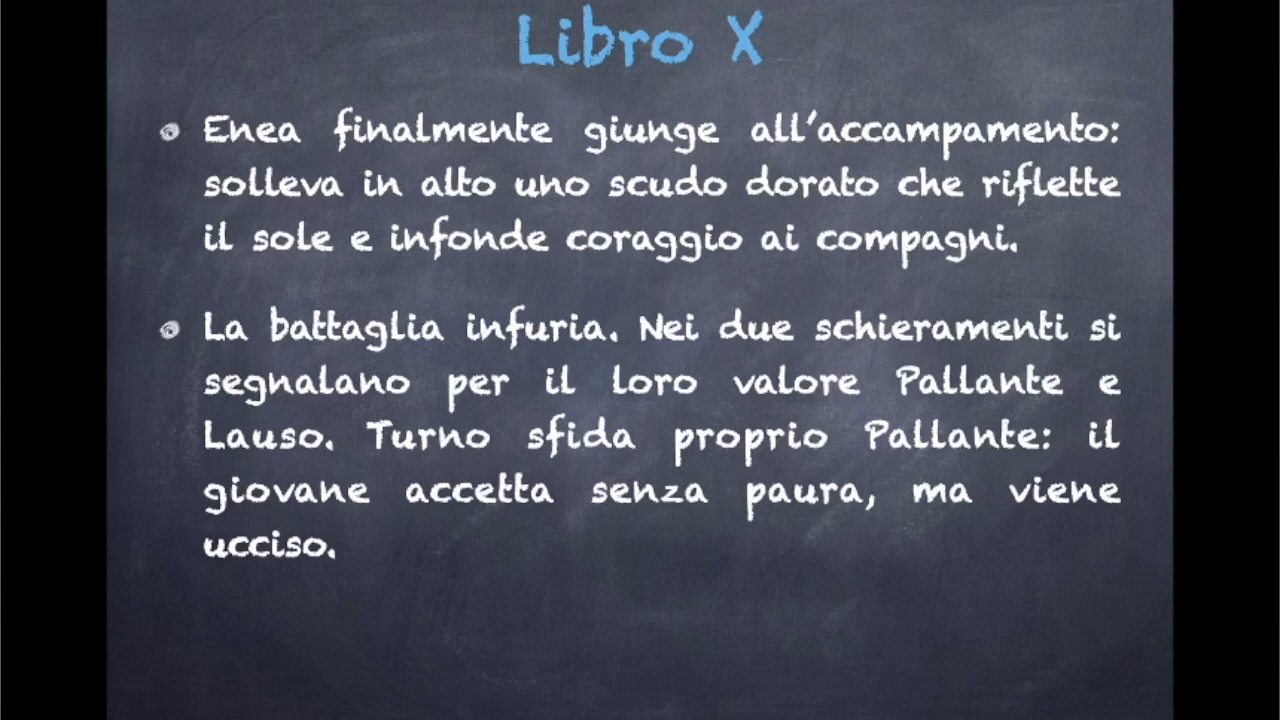 Libro X
Enea finalmente giunge all'accampamento:
solleva in alto uno scudo dorato che riflette
il sole e infonde coraggio ai compagni.
La battaglia infuria. Nei due schieramenti si
segnalano per il loro valore Pallante e
Lauso. Turno sfida proprio Pallante: il
giovane accetta senza paura, ma viene
ucciso.